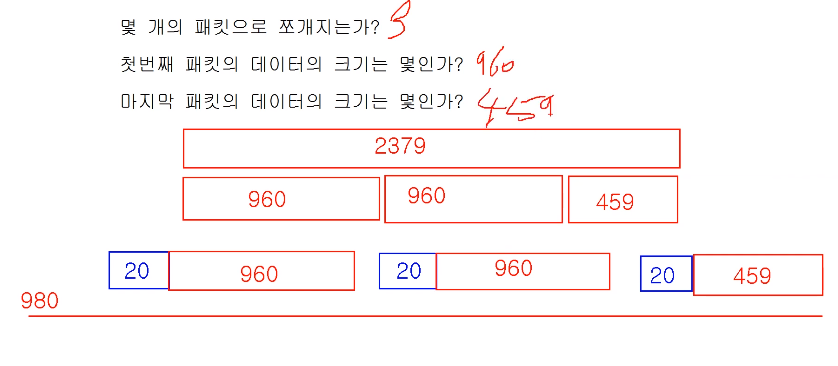 몇 개의 패킷으로 쪼개지는가? 3
첫번째 패킷의 데이터의 크기는 몇인가? 960
마지막 패킷의 데이터의 크기는 몇인가? 459
2379
960 960 459
20 960 20 960 20 459
980